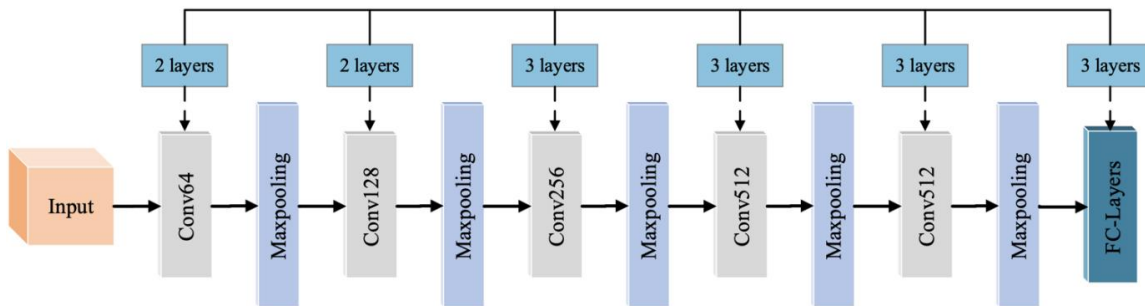 2 layers
2 layers
3 layers
3 layers
3 layers
3 layers
Input
Conv64
Maxpooling
Conv128
Maxpooling
Conv256
Maxpooling
Conv512
Maxpooling
Conv512
Maxpooling
FC-Layers